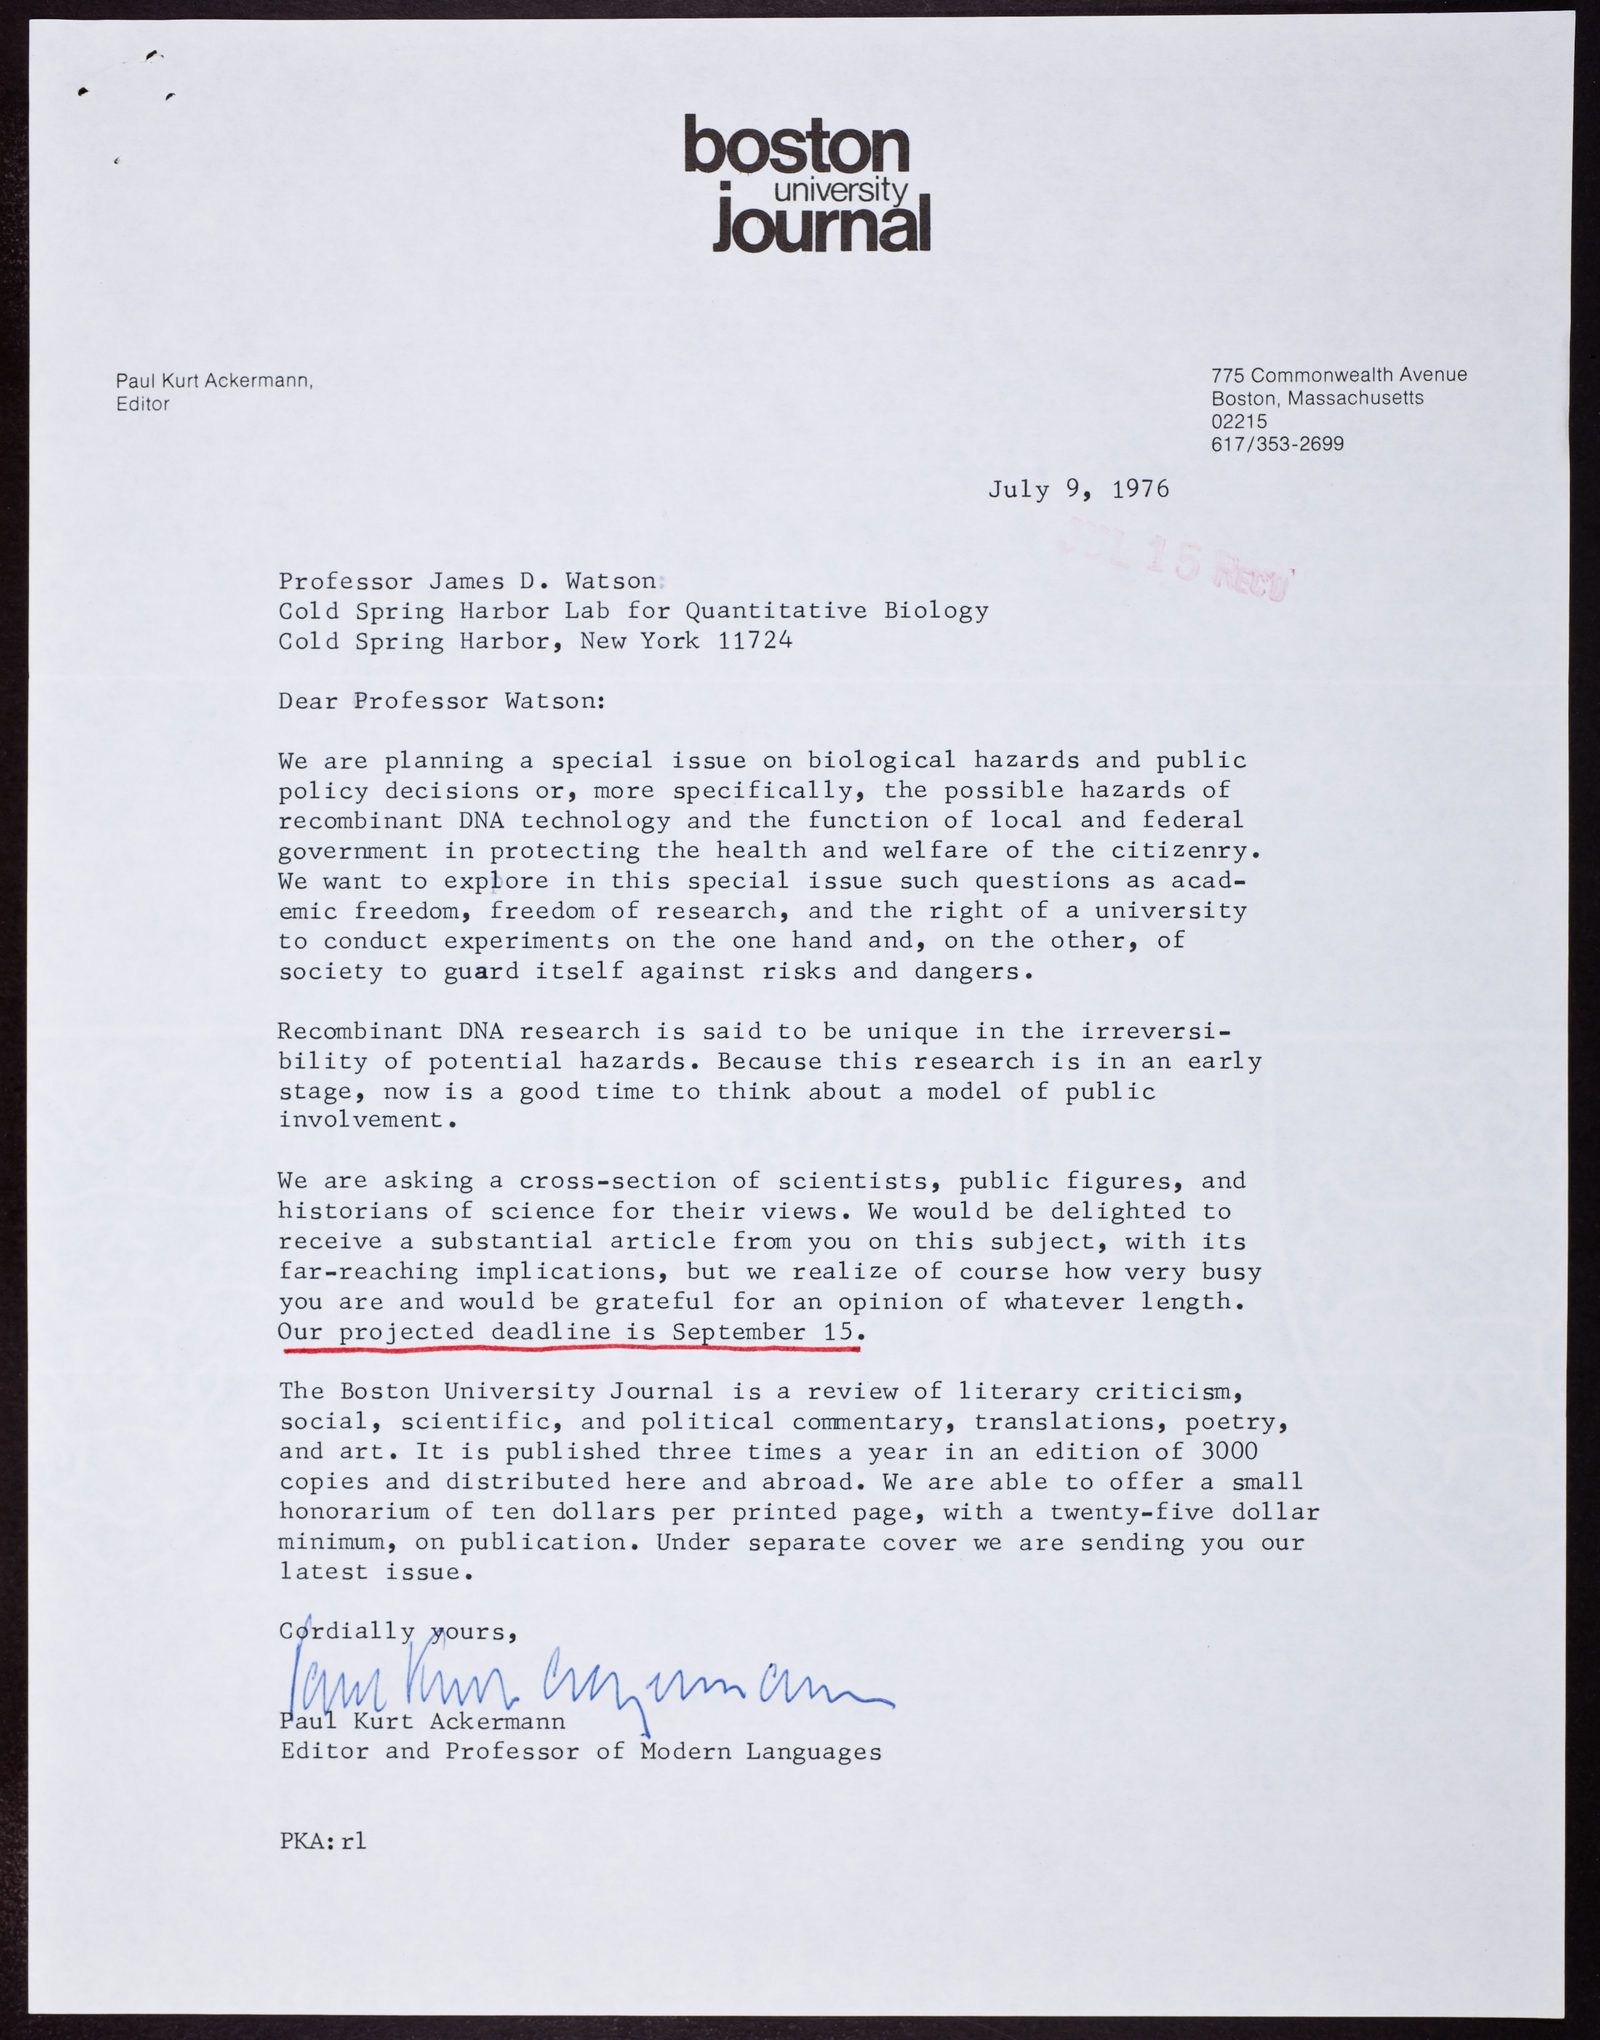 boston
university
journal
Paul Kurt Ackermann,
Editor
775 Commonwealth Avenue
Boston, Massachusetts
02215
617/353-2699
July 9, 1976
JUL 15 REC'D
Professor James D. Watson
Cold Spring Harbor Lab for Quantitative Biology
Cold Spring Harbor, New York 11724
Dear Professor Watson:
We are planning a special issue on biological hazards and public
policy decisions or, more specifically, the possible hazards of
recombinant DNA technology and the function of local and federal
government in protecting the health and welfare of the citizenry.
We want to explore in this special issue such questions as acad-
emic freedom, freedom of research, and the right of a university
to conduct experiments on the one hand and, on the other, of
society to guard itself against risks and dangers.
Recombinant DNA research is said to be unique in the irreversi-
bility of potential hazards. Because this research is in an early
stage, now is a good time to think about a model of public
involvement.
We are asking a cross-section of scientists, public figures, and
historians of science for their views. We would be delighted to
receive a substantial article from you on this subject, with its
far-reaching implications, but we realize of course how very busy
you are and would be grateful for an opinion of whatever length.
Our projected deadline is September 15.
The Boston University Journal is a review of literary criticism,
social, scientific, and political commentary, translations, poetry,
and art. It is published three times a year in an edition of 3000
copies and distributed here and abroad. We are able to offer a small
honorarium of ten dollars per printed page, with a twenty-five dollar
minimum, on publication. Under separate cover we are sending you our
latest issue.
Cordially yours,
Paul Kurt Ackermann
Paul Kurt Ackermann
Editor and Professor of Modern Languages
PKA:rl